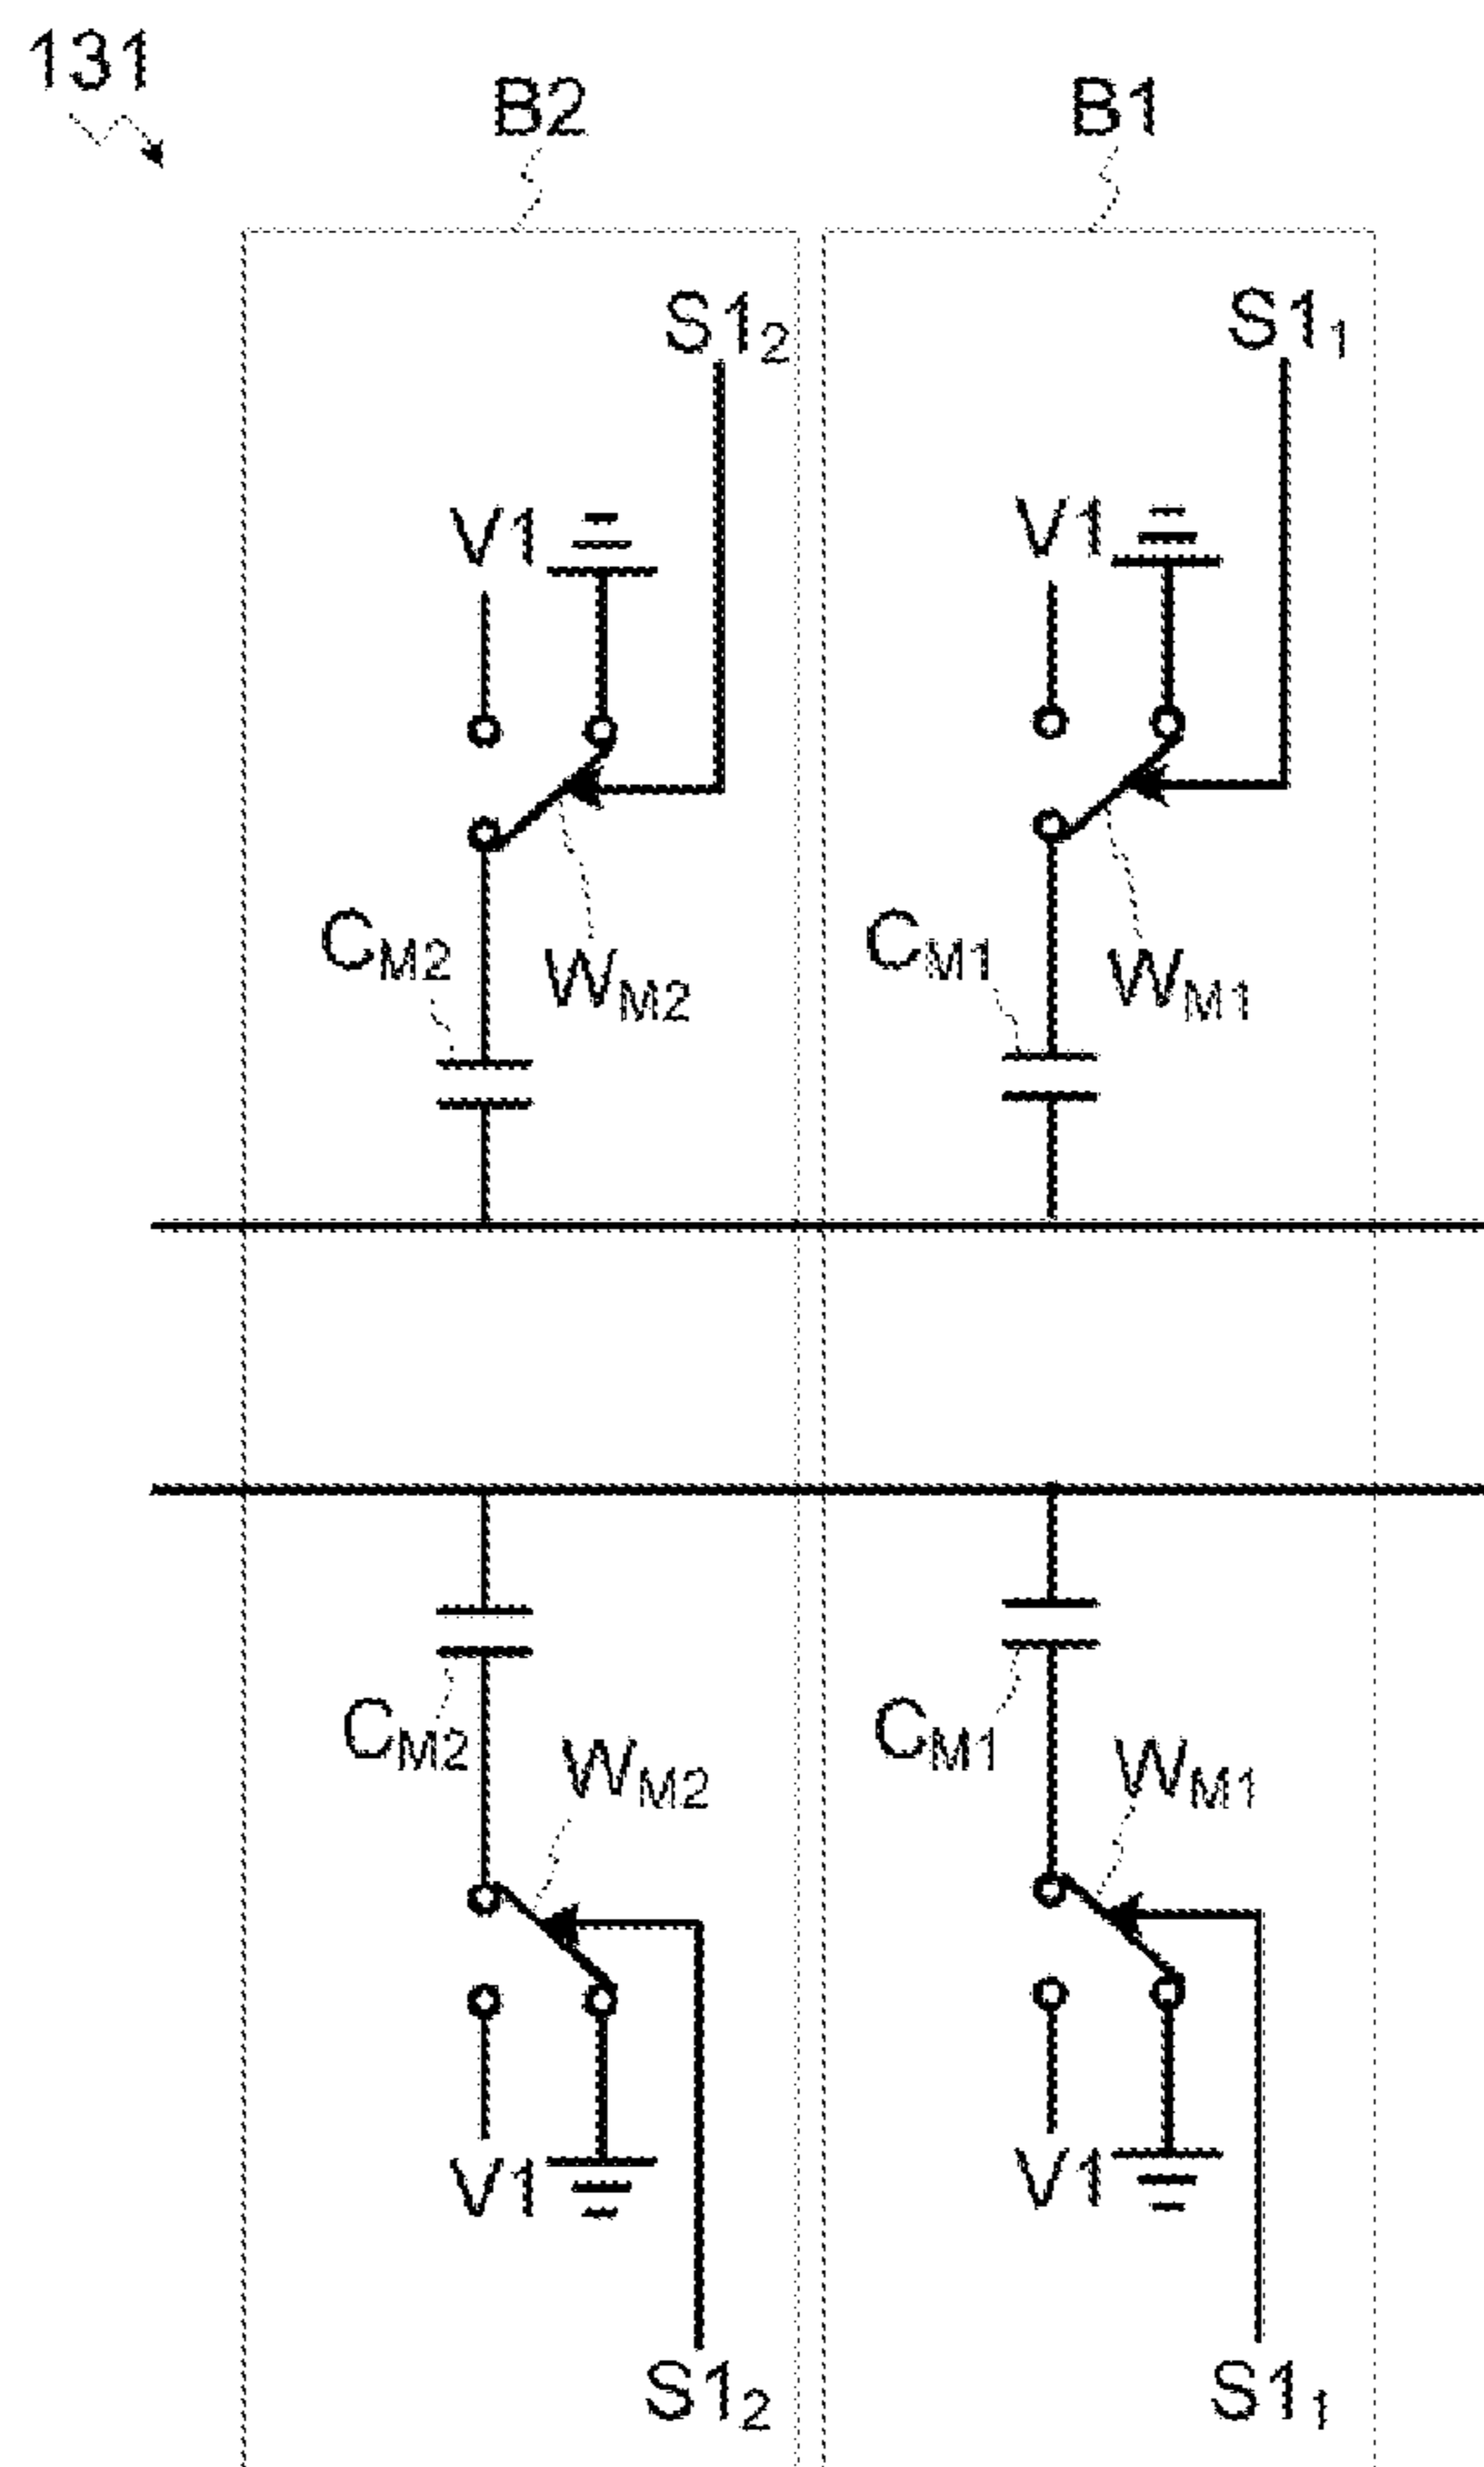 131
B2 B1
S1₂ S1₁
V1 V1
C_M2 W_M2 C_M1 W_M1
C_M2 W_M2 C_M1 W_M1
V1 V1
S1₂ S1₁